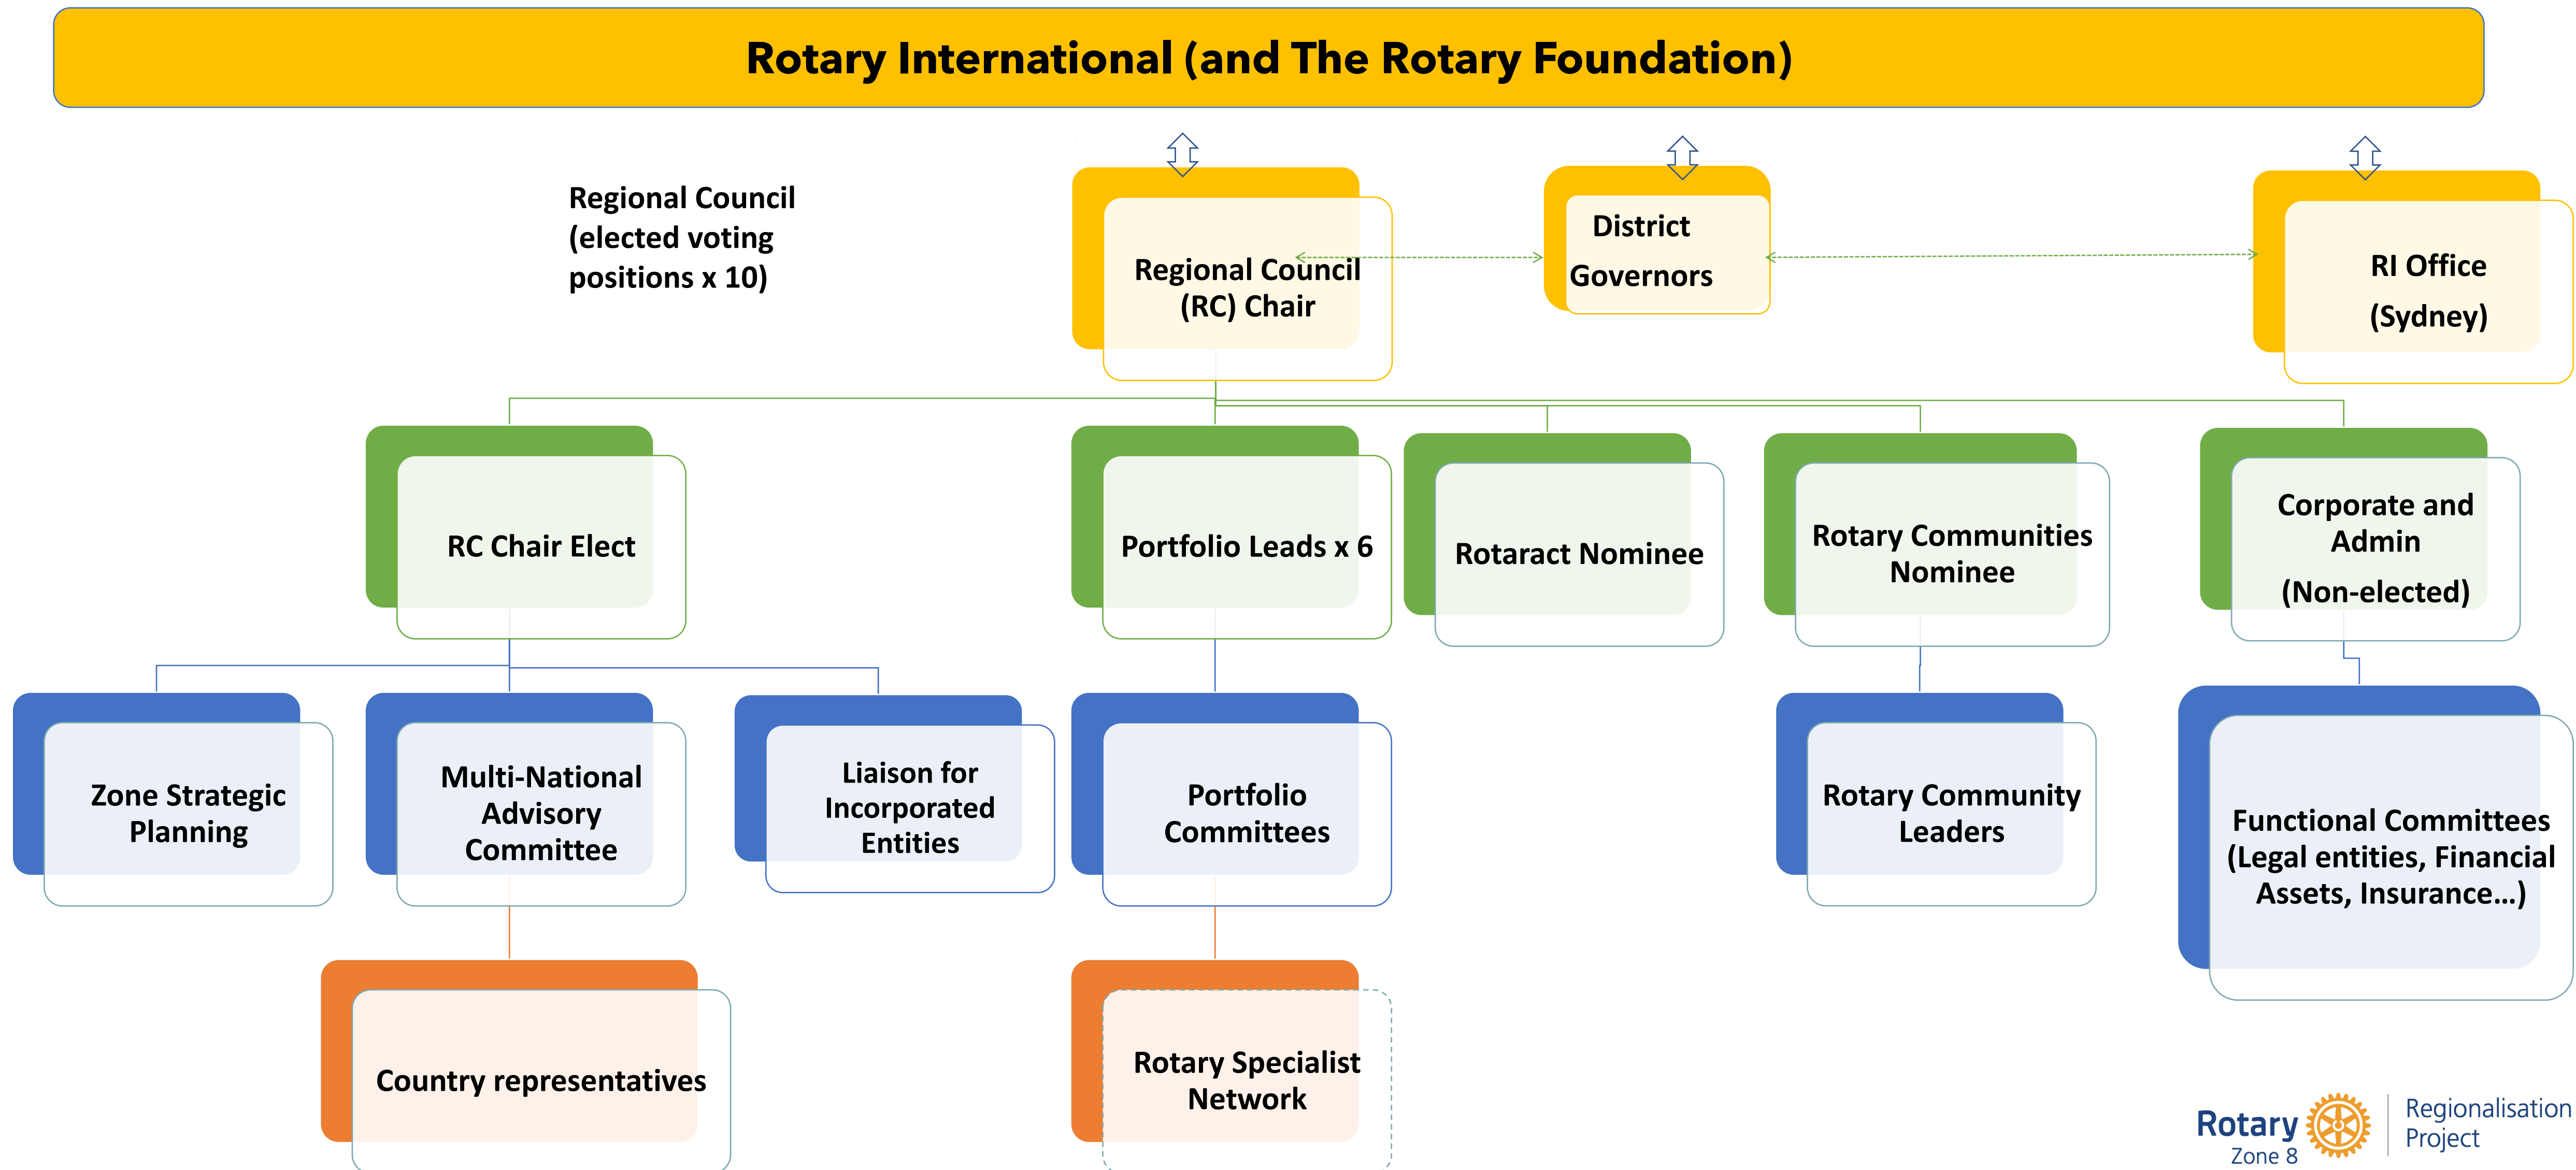 Rotary International (and The Rotary Foundation)
Regional Council
(elected voting
positions x 10)
Regional Council
(RC) Chair
District
Governors
RI Office
(Sydney)
RC Chair Elect
Portfolio Leads x 6
Rotaract Nominee
Rotary Communities
Nominee
Corporate and
Admin
(Non-elected)
Zone Strategic
Planning
Multi-National
Advisory
Committee
Liaison for
Incorporated
Entities
Portfolio
Committees
Rotary Community
Leaders
Functional Committees
(Legal entities, Financial
Assets, Insurance...)
Country representatives
Rotary Specialist
Network
Rotary
Zone 8
Regionalisation
Project